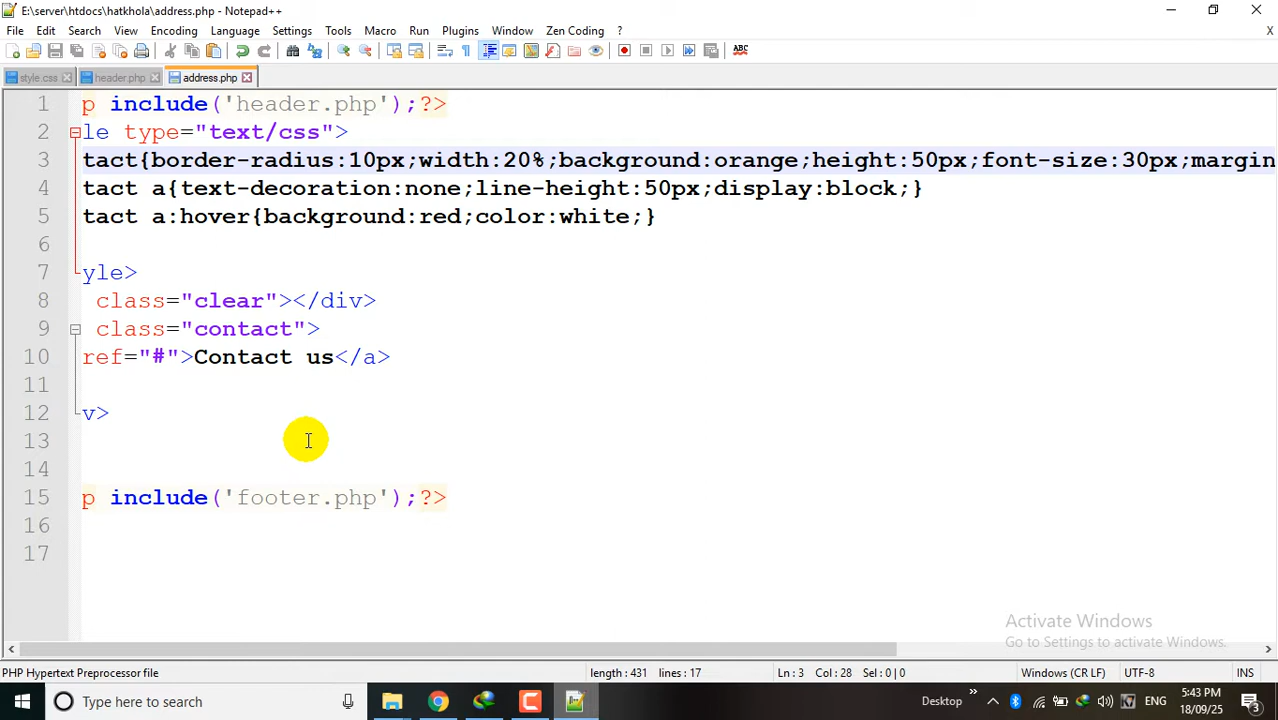 E:\server\htdocs\hatkhola\address.php - Notepad++
File Edit Search View Encoding Language Settings Tools Macro Run Plugins Window Zen Coding ? X
ABC
style.css header.php address.php
1 p include('header.php');?>
2 le type="text/css">
3 tact{border-radius:10px;width:20%;background:orange;height:50px;font-size:30px;margin
4 tact a{text-decoration:none;line-height:50px;display:block;}
5 tact a:hover{background:red;color:white;}
6
7 yle>
8 class="clear"></div>
9 class="contact">
10 ref="#">Contact us</a>
11
12 v>
13
14
15 p include('footer.php');?>
16
17
Activate Windows
Go to Settings to activate Windows.
PHP Hypertext Preprocessor file length : 431 lines : 17 Ln : 3 Col : 28 Sel : 0 | 0 Windows (CR LF) UTF-8 INS
Type here to search Desktop ENG 5:43 PM
18/09/25 3